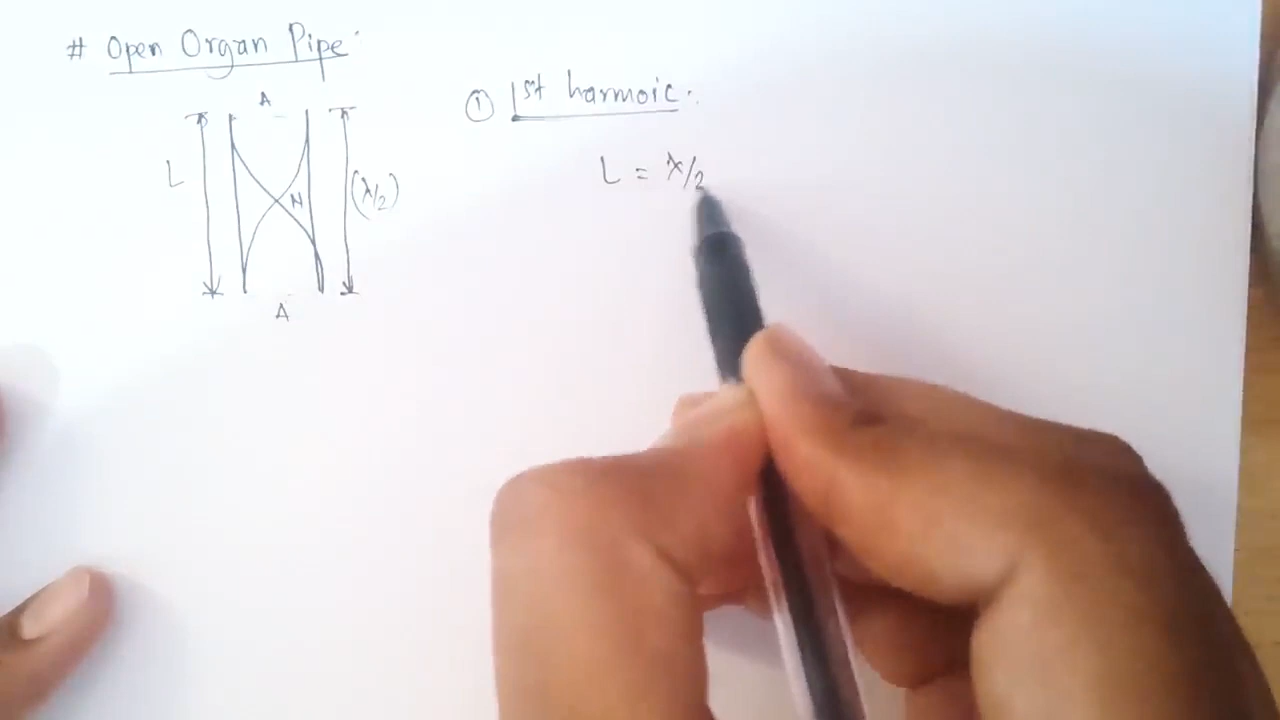 # Open Organ Pipe:
A
L
N
(λ/2)
A
① 1st harmoic:
L = λ/2